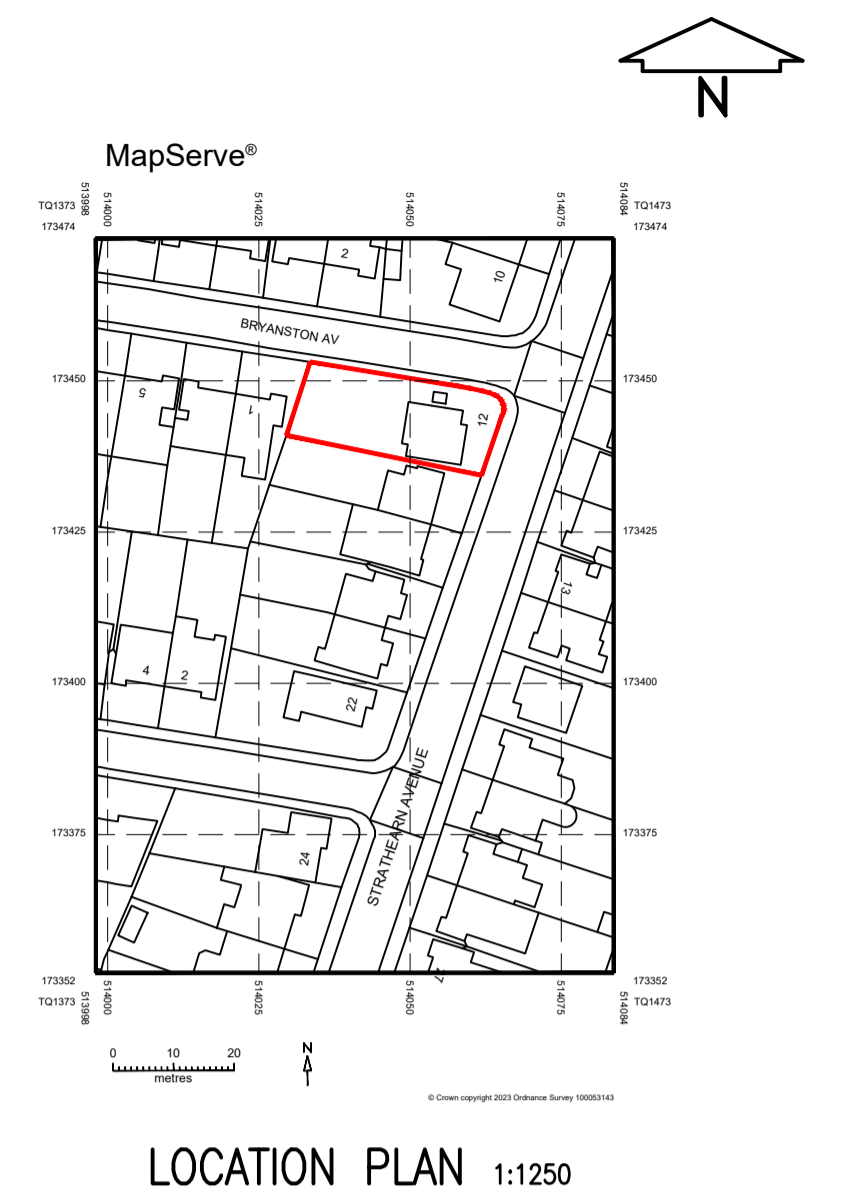 N
MapServe®
513998 514000 514025 514050 514075 514084
TQ1373 TQ1473
173474 173474
2
10
BRYANSTON AV
173450 173450
5
1
12
173425 173425
13
4
2
173400 173400
22
STRATHEARN AVENUE
173375 173375
24
27
173352 173352
TQ1373 TQ1473
513998 514000 514025 514050 514075 514084
0 10 20
metres
N
© Crown copyright 2023 Ordnance Survey 100053143
LOCATION PLAN 1:1250